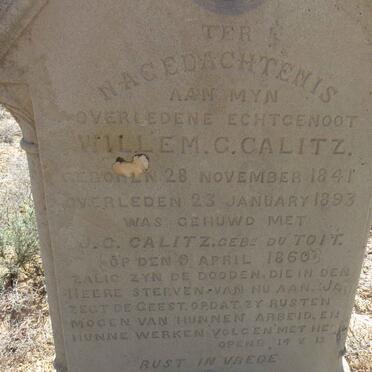 TER
NAGEDACHTENIS
AAN MYN
OVERLEDENE ECHTGENOOT
WILLEM.C.CALITZ.
GEBOREN 28 NOVEMBER 1841
OVERLEDEN 23 JANUARY 1893
WAS GEHUWD MET
J.C. CALITZ.GEBE DU TOIT.
(OP DEN 9 APRIL 1860)
ZALIG ZYN DE DOODEN, DIE IN DEN
HEERE STERVEN. VAN NU AAN. JA,
ZEGT DE GEEST, OPDAT ZY RUSTEN
MOGEN VAN HUNNEN ARBEID, EN
HUNNE WERKEN VOLGEN MET HE
OPENB. 14 V. 13
RUST IN VREDE